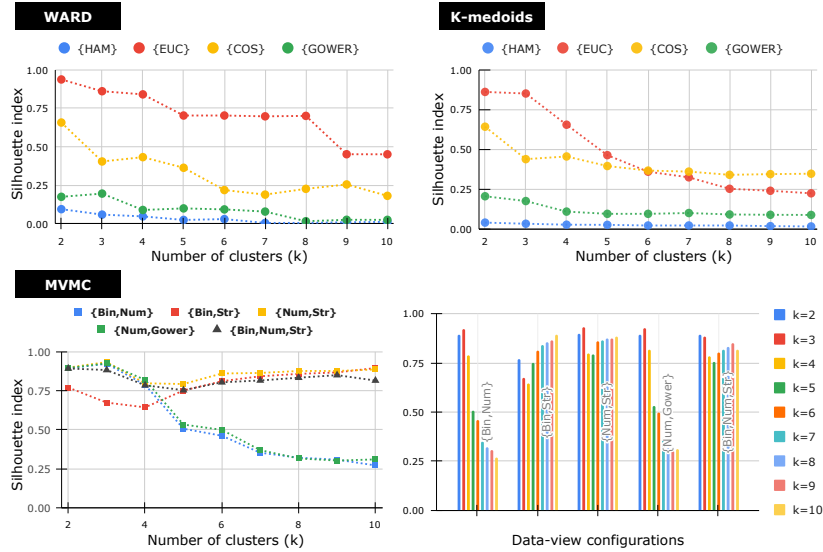 WARD
{HAM} {EUC} {COS} {GOWER}
Silhouette index
1.00
0.75
0.50
0.25
0.00
2 3 4 5 6 7 8 9 10
Number of clusters (k)
K-medoids
{HAM} {EUC} {COS} {GOWER}
Silhouette index
1.00
0.75
0.50
0.25
0.00
2 3 4 5 6 7 8 9 10
Number of clusters (k)
MVMC
{Bin,Num} {Bin,Str} {Num,Str}
{Num,Gower} {Bin,Num,Str}
Silhouette index
1.00
0.75
0.50
0.25
0.00
2 4 6 8 10
Number of clusters (k)
1.00
0.75
0.50
0.25
0.00
{Bin,Num}
{Bin,Str}
{Num,Str}
{Num,Gower}
{Bin,Num,Str}
Data-view configurations
k=2
k=3
k=4
k=5
k=6
k=7
k=8
k=9
k=10